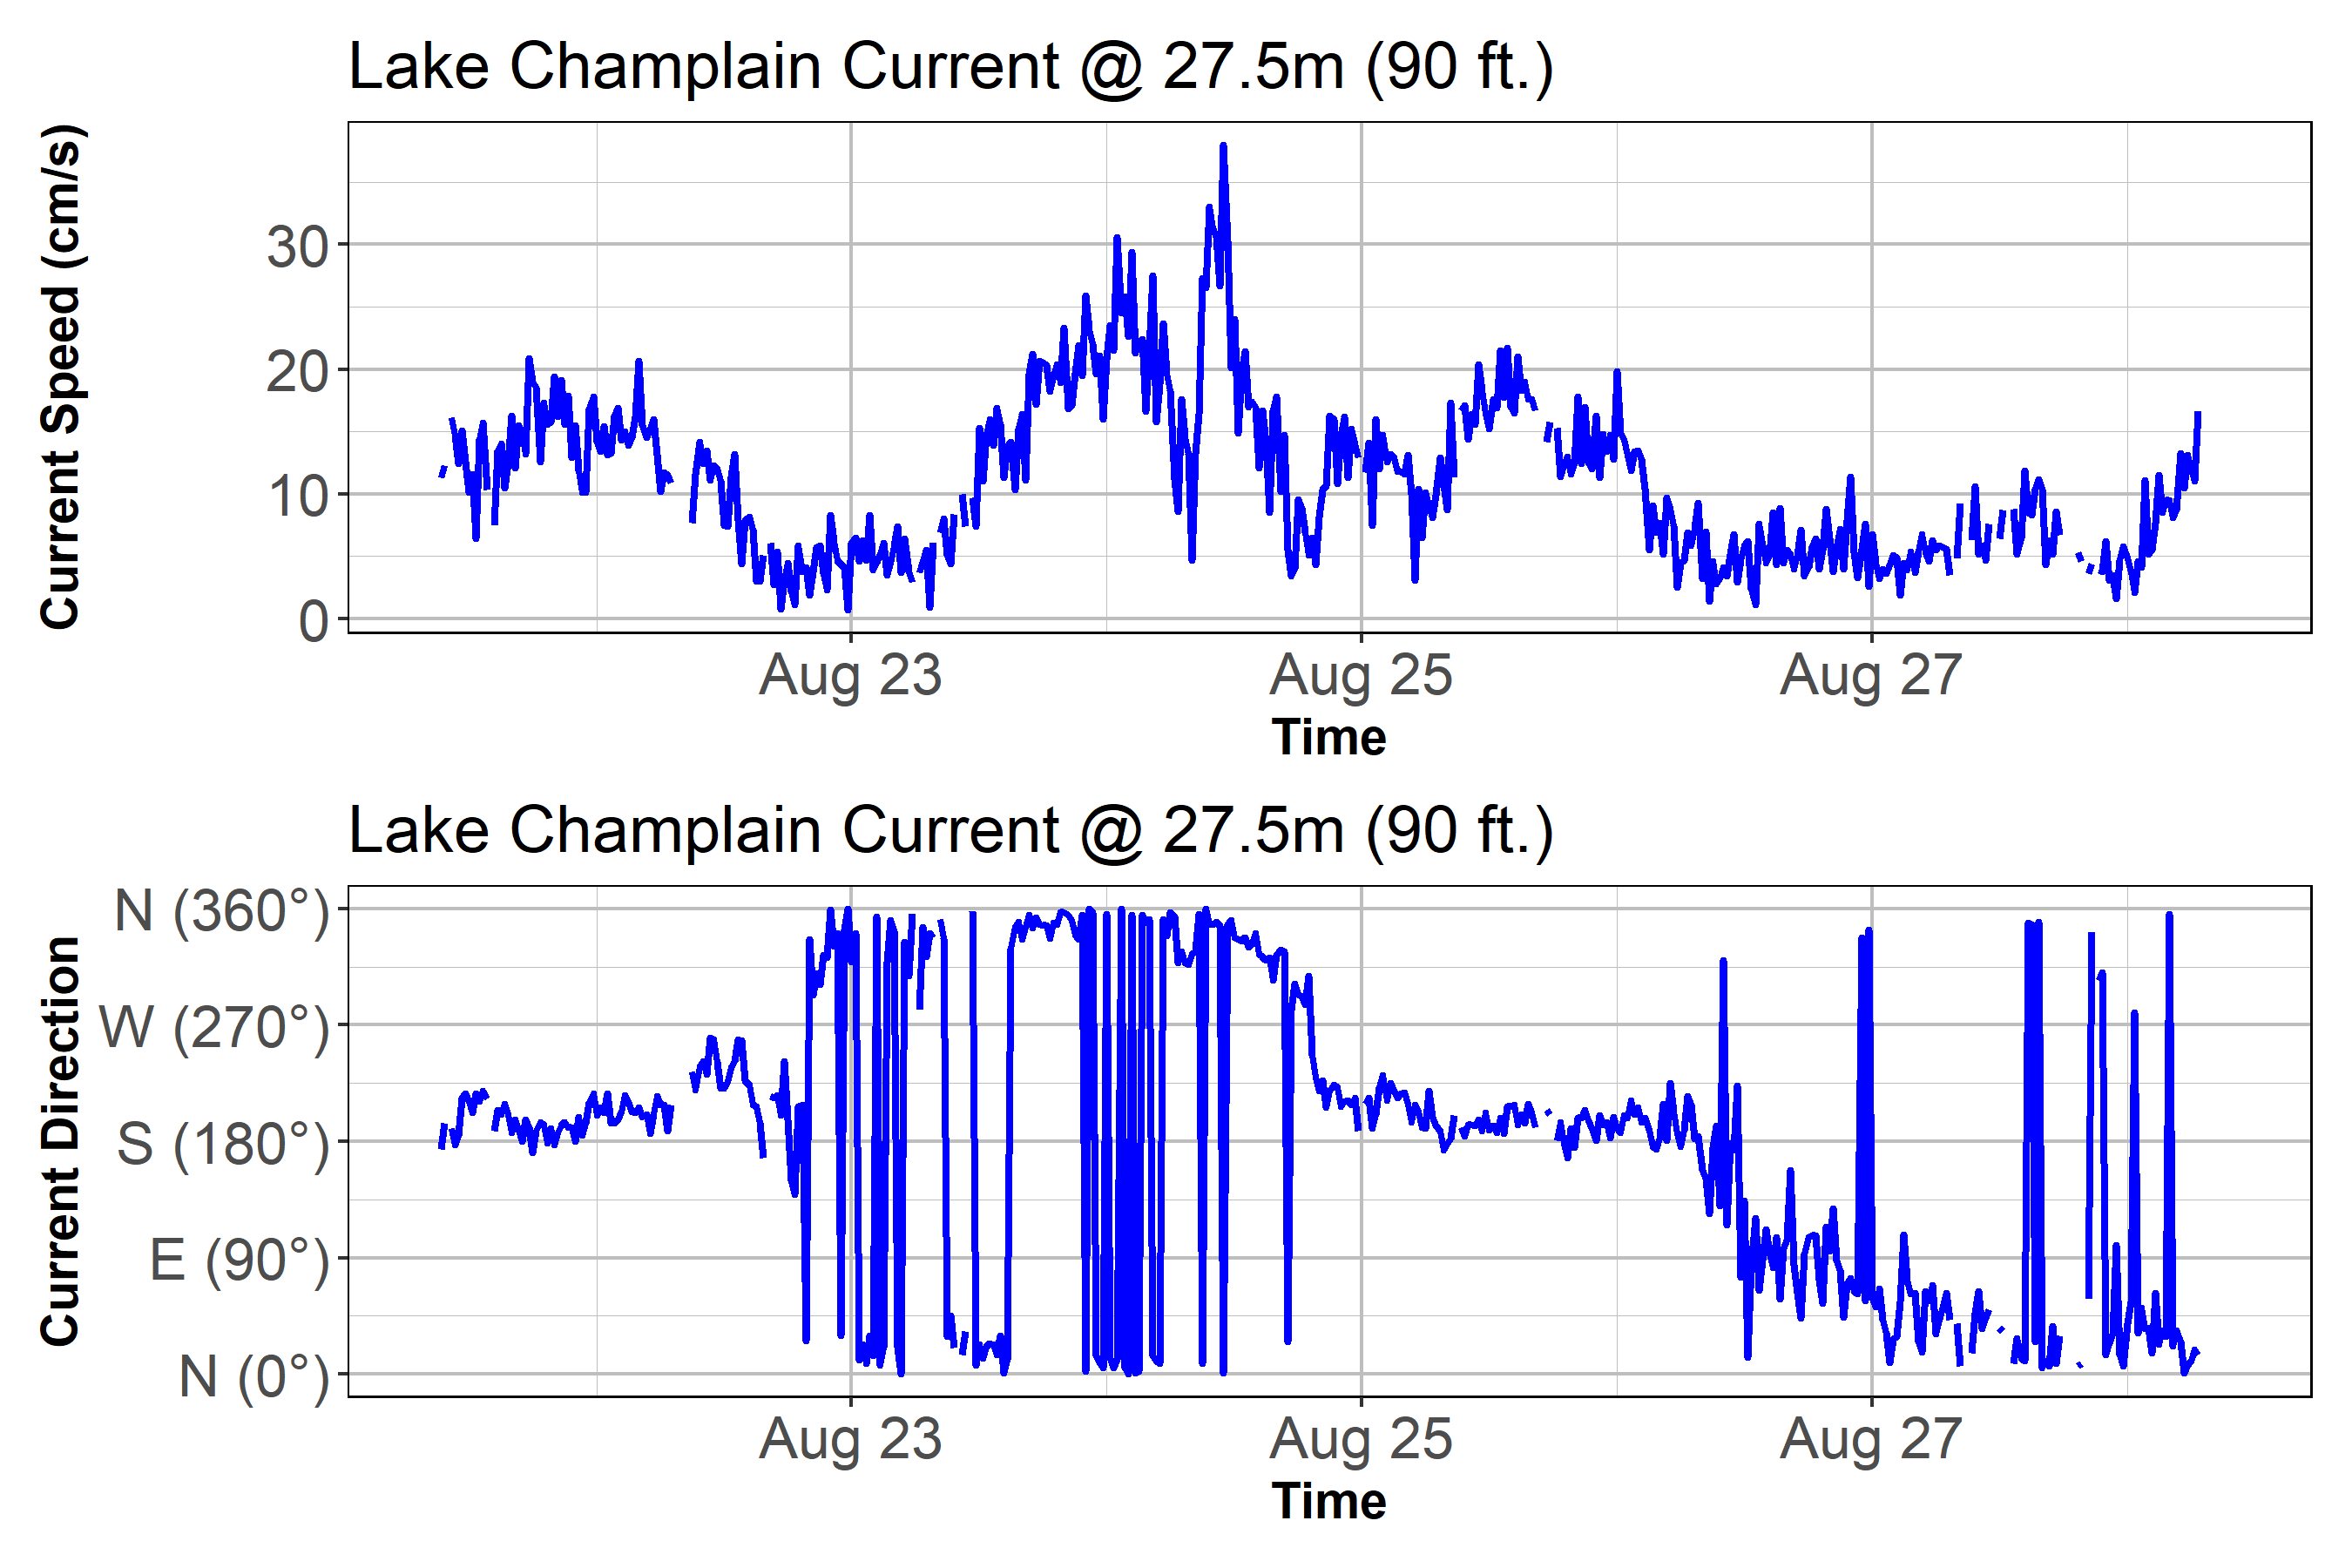 Lake Champlain Current @ 27.5m (90 ft.)
Current Speed (cm/s)
30
20
10
0
Aug 23 Aug 25 Aug 27
Time
Lake Champlain Current @ 27.5m (90 ft.)
Current Direction
N (360°)
W (270°)
S (180°)
E (90°)
N (0°)
Aug 23 Aug 25 Aug 27
Time